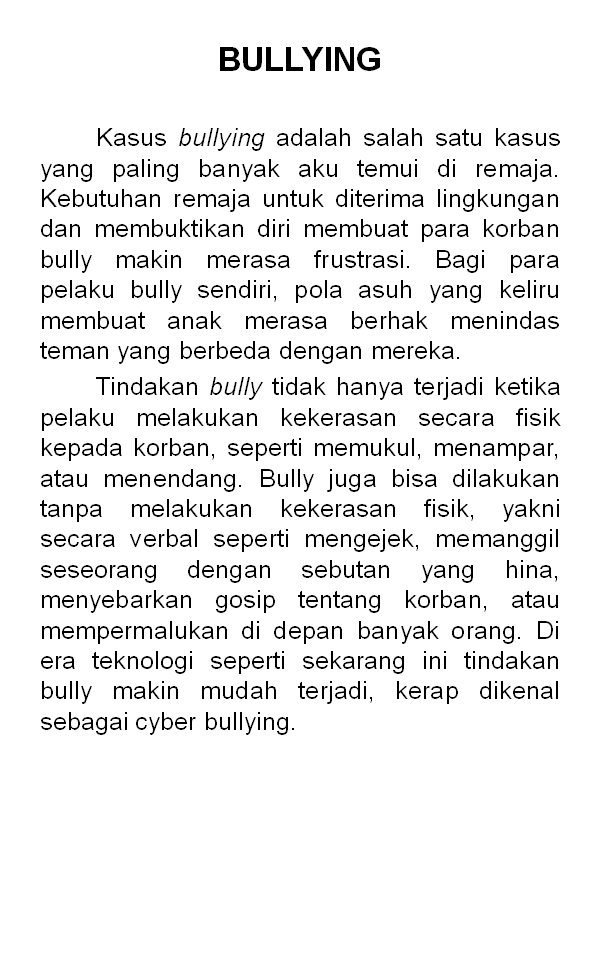 BULLYING
Kasus bullying adalah salah satu kasus
yang paling banyak aku temui di remaja.
Kebutuhan remaja untuk diterima lingkungan
dan membuktikan diri membuat para korban
bully makin merasa frustrasi. Bagi para
pelaku bully sendiri, pola asuh yang keliru
membuat anak merasa berhak menindas
teman yang berbeda dengan mereka.
Tindakan bully tidak hanya terjadi ketika
pelaku melakukan kekerasan secara fisik
kepada korban, seperti memukul, menampar,
atau menendang. Bully juga bisa dilakukan
tanpa melakukan kekerasan fisik, yakni
secara verbal seperti mengejek, memanggil
seseorang dengan sebutan yang hina,
menyebarkan gosip tentang korban, atau
mempermalukan di depan banyak orang. Di
era teknologi seperti sekarang ini tindakan
bully makin mudah terjadi, kerap dikenal
sebagai cyber bullying.